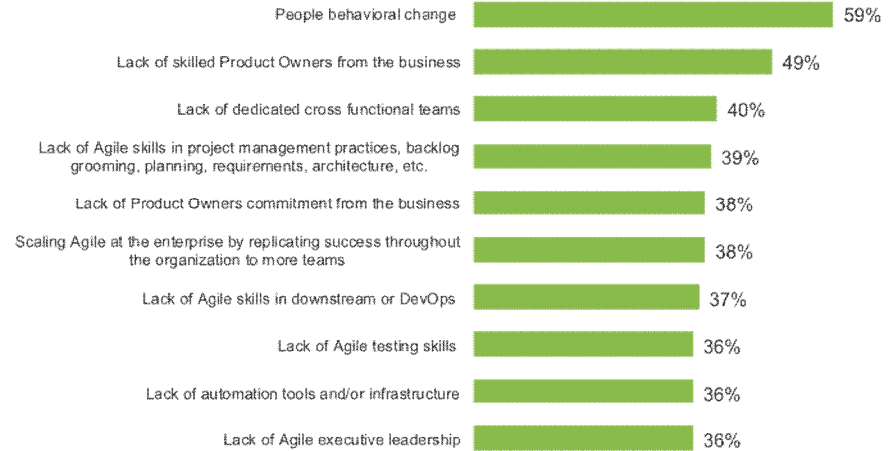 People behavioral change 59%
Lack of skilled Product Owners from the business 49%
Lack of dedicated cross functional teams 40%
Lack of Agile skills in project management practices, backlog
grooming, planning, requirements, architecture, etc. 39%
Lack of Product Owners commitment from the business 38%
Scaling Agile at the enterprise by replicating success throughout
the organization to more teams 38%
Lack of Agile skills in downstream or DevOps 37%
Lack of Agile testing skills 36%
Lack of automation tools and/or infrastructure 36%
Lack of Agile executive leadership 36%